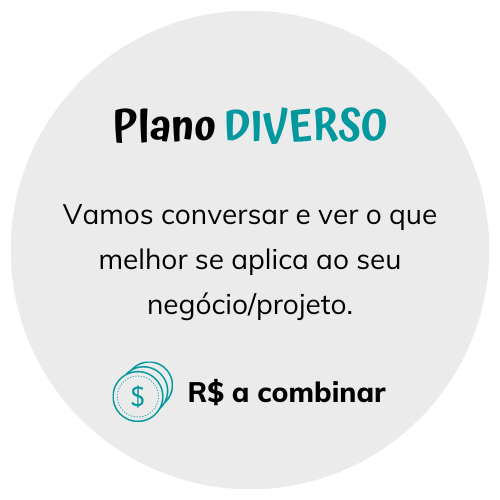 Plano DIVERSO
Vamos conversar e ver o que
melhor se aplica ao seu
negócio/projeto.
$ R$ a combinar